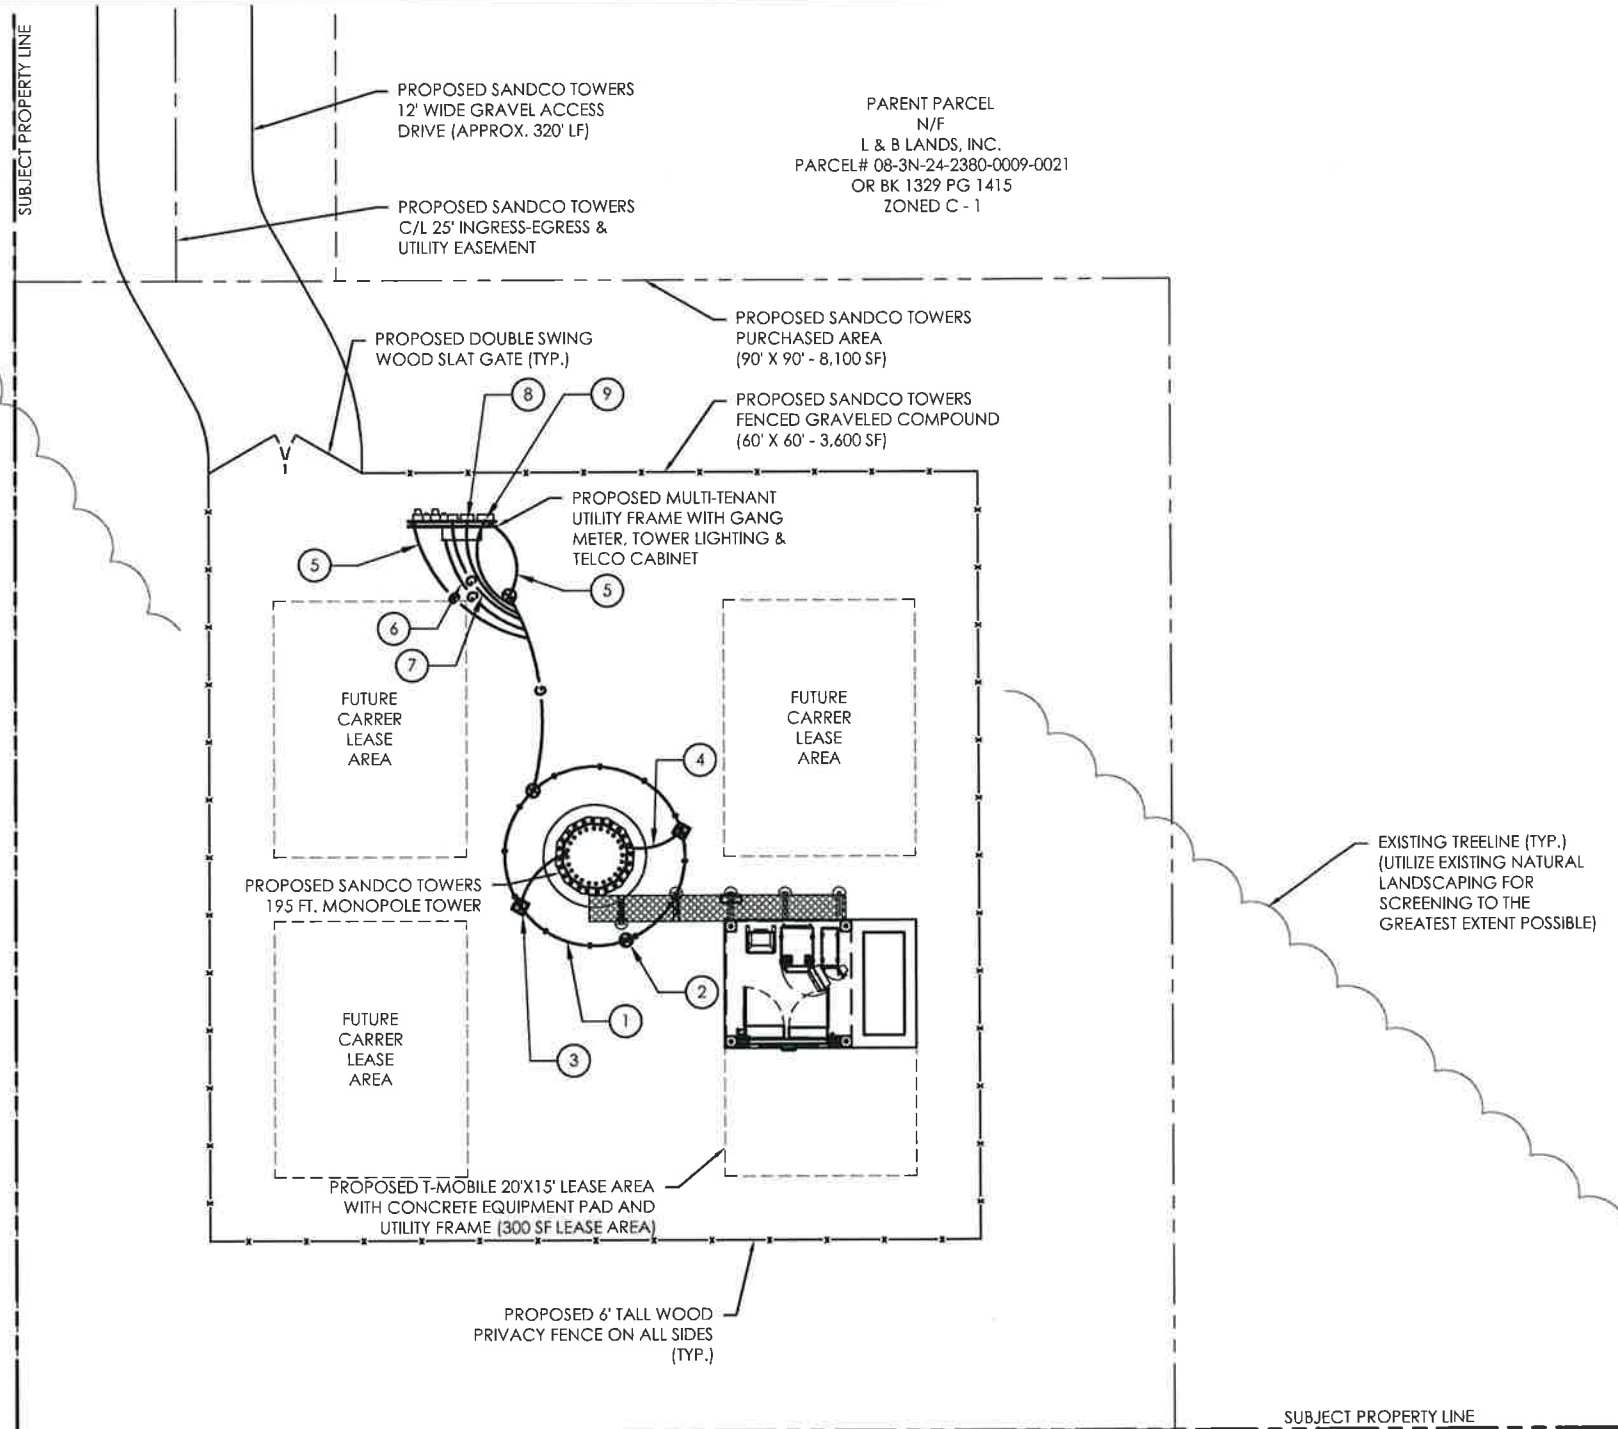 SUBJECT PROPERTY LINE
PROPOSED SANDCO TOWERS
12' WIDE GRAVEL ACCESS
DRIVE (APPROX. 320' LF)
PARENT PARCEL
N/F
L & B LANDS, INC.
PARCEL# 08-3N-24-2380-0009-0021
OR BK 1329 PG 1415
ZONED C - 1
PROPOSED SANDCO TOWERS
C/L 25' INGRESS-EGRESS &
UTILITY EASEMENT
PROPOSED SANDCO TOWERS
PURCHASED AREA
(90' X 90' - 8,100 SF)
PROPOSED DOUBLE SWING
WOOD SLAT GATE (TYP.)
8
9
PROPOSED SANDCO TOWERS
FENCED GRAVELED COMPOUND
(60' X 60' - 3,600 SF)
PROPOSED MULTI-TENANT
UTILITY FRAME WITH GANG
METER, TOWER LIGHTING &
TELCO CABINET
5
5
6
7
G
G
G
FUTURE
CARRER
LEASE
AREA
FUTURE
CARRER
LEASE
AREA
4
PROPOSED SANDCO TOWERS
195 FT. MONOPOLE TOWER
EXISTING TREELINE (TYP.)
(UTILIZE EXISTING NATURAL
LANDSCAPING FOR
SCREENING TO THE
GREATEST EXTENT POSSIBLE)
2
1
3
FUTURE
CARRER
LEASE
AREA
PROPOSED T-MOBILE 20'X15' LEASE AREA
WITH CONCRETE EQUIPMENT PAD AND
UTILITY FRAME (300 SF LEASE AREA)
PROPOSED 6' TALL WOOD
PRIVACY FENCE ON ALL SIDES
(TYP.)
SUBJECT PROPERTY LINE